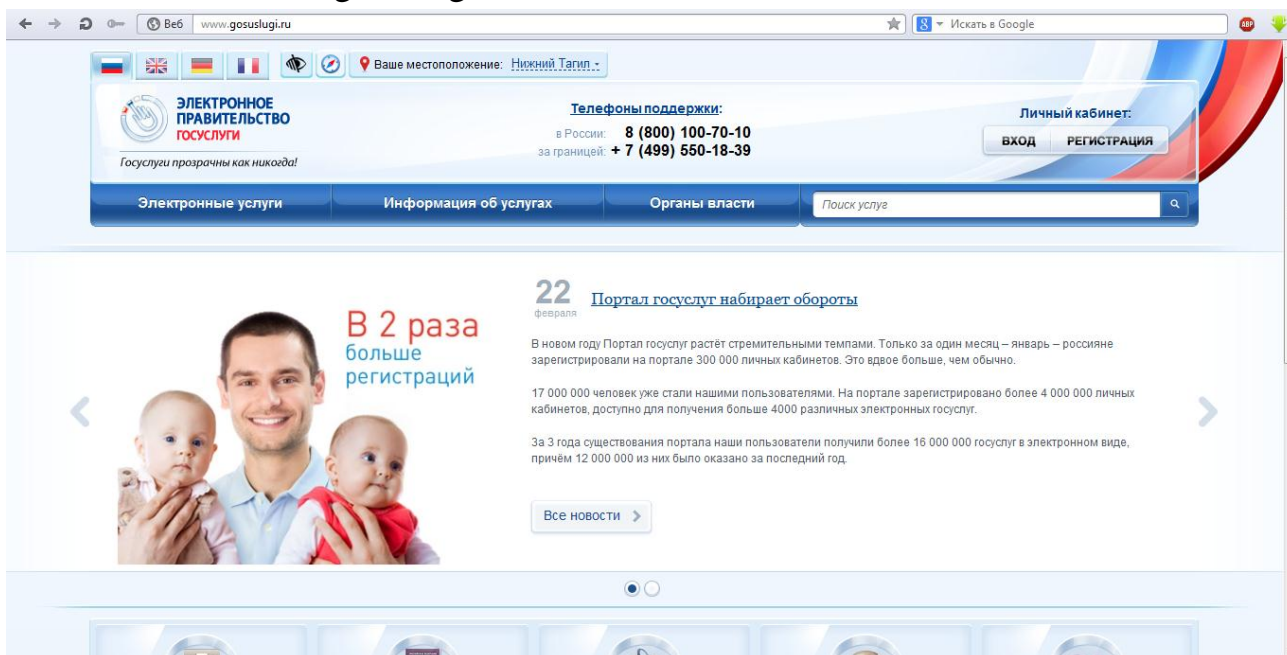 Веб www.gosuslugi.ru Искать в Google ABP
Ваше местоположение: Нижний Тагил
ЭЛЕКТРОННОЕ
ПРАВИТЕЛЬСТВО
ГОСУСЛУГИ
Госуслуги прозрачны как никогда!
Телефоны поддержки:
в России: 8 (800) 100-70-10
за границей: + 7 (499) 550-18-39
Личный кабинет:
ВХОД РЕГИСТРАЦИЯ
Электронные услуги Информация об услугах Органы власти Поиск услуг
В 2 раза
больше
регистраций
22
февраля
Портал госуслуг набирает обороты
В новом году Портал госуслуг растёт стремительными темпами. Только за один месяц – январь – россияне
зарегистрировали на портале 300 000 личных кабинетов. Это вдвое больше, чем обычно.
17 000 000 человек уже стали нашими пользователями. На портале зарегистрировано более 4 000 000 личных
кабинетов, доступно для получения больше 4000 различных электронных госуслуг.
За 3 года существования портала наши пользователи получили более 16 000 000 госуслуг в электронном виде,
причём 12 000 000 из них было оказано за последний год.
Все новости